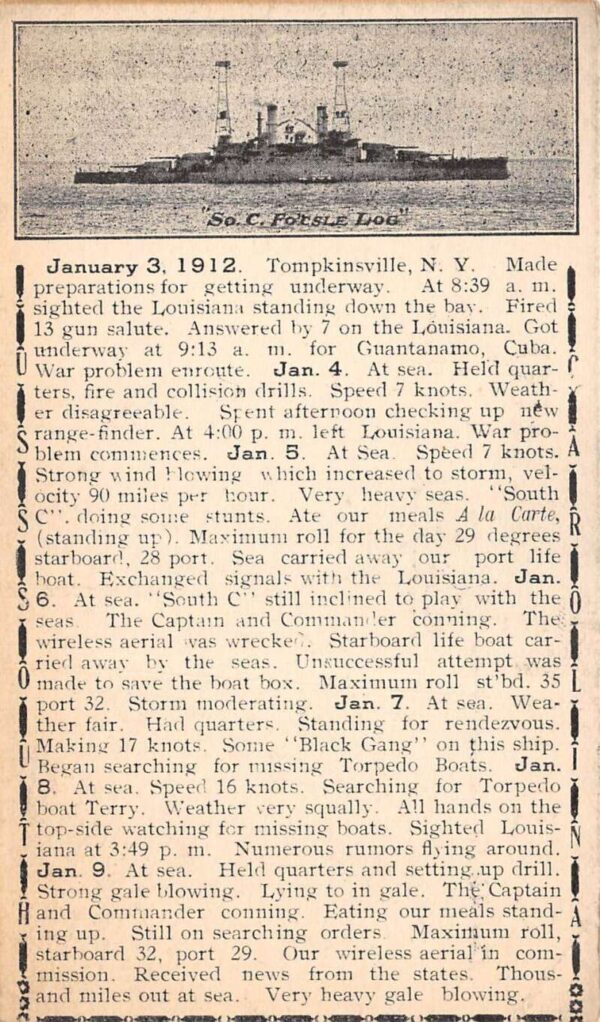 "So. C. Fo'csle Log"
January 3, 1912. Tompkinsville, N. Y. Made
preparations for getting underway. At 8:39 a. m.
sighted the Louisiana standing down the bay. Fired
13 gun salute. Answered by 7 on the Louisiana. Got
underway at 9:13 a. m. for Guantanamo, Cuba.
War problem enroute. Jan. 4. At sea. Held quar-
ters, fire and collision drills. Speed 7 knots. Weath-
er disagreeable. Spent afternoon checking up new
range-finder. At 4:00 p. m. left Louisiana. War pro-
blem commences. Jan. 5. At Sea. Speed 7 knots.
Strong wind blowing which increased to storm, vel-
ocity 90 miles per hour. Very heavy seas. "South
C". doing some stunts. Ate our meals A la Carte,
(standing up). Maximum roll for the day 29 degrees
starboard, 28 port. Sea carried away our port life
boat. Exchanged signals with the Louisiana. Jan.
6. At sea. "South C" still inclined to play with the
seas. The Captain and Commander conning. The
wireless aerial was wrecked. Starboard life boat car-
ried away by the seas. Unsuccessful attempt was
made to save the boat box. Maximum roll st'bd. 35
port 32. Storm moderating. Jan. 7. At sea. Wea-
ther fair. Had quarters. Standing for rendezvous.
Making 17 knots. Some "Black Gang" on this ship.
Began searching for missing Torpedo Boats. Jan.
8. At sea. Speed 16 knots. Searching for Torpedo
boat Terry. Weather very squally. All hands on the
top-side watching for missing boats. Sighted Louis-
iana at 3:49 p. m. Numerous rumors flying around.
Jan. 9. At sea. Held quarters and setting up drill.
Strong gale blowing. Lying to in gale. The Captain
and Commander conning. Eating our meals stand-
ing up. Still on searching orders. Maximum roll,
starboard 32, port 29. Our wireless aerial in com-
mission. Received news from the states. Thous-
and miles out at sea. Very heavy gale blowing.
USS SOUTH
CAROLINA